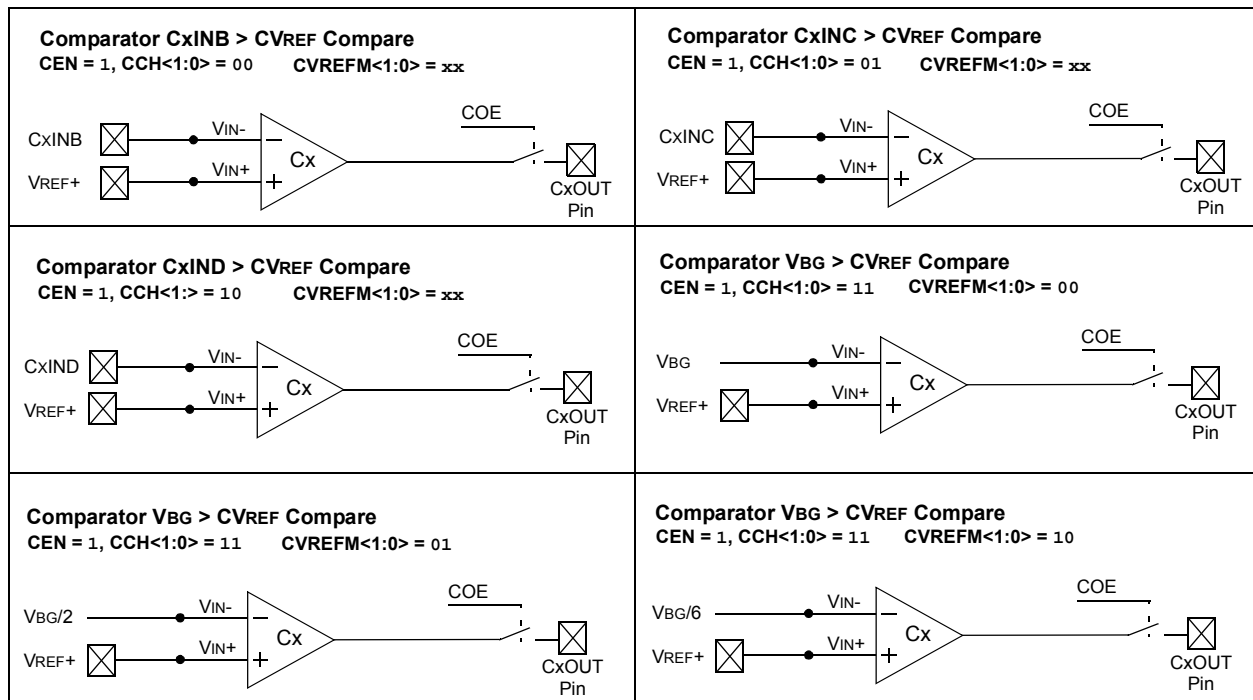 Comparator CxINB > CVREF Compare
CEN = 1, CCH<1:0> = 00 CVREFM<1:0> = xx
COE
CxINB
VIN-
VREF+
VIN+
Cx
CxOUT
Pin
Comparator CxINC > CVREF Compare
CEN = 1, CCH<1:0> = 01 CVREFM<1:0> = xx
COE
CxINC
VIN-
VREF+
VIN+
Cx
CxOUT
Pin
Comparator CxIND > CVREF Compare
CEN = 1, CCH<1:> = 10 CVREFM<1:0> = xx
COE
CxIND
VIN-
VREF+
VIN+
Cx
CxOUT
Pin
Comparator VBG > CVREF Compare
CEN = 1, CCH<1:0> = 11 CVREFM<1:0> = 00
COE
VBG
VIN-
VREF+
VIN+
Cx
CxOUT
Pin
Comparator VBG > CVREF Compare
CEN = 1, CCH<1:0> = 11 CVREFM<1:0> = 01
COE
VBG/2
VIN-
VREF+
VIN+
Cx
CxOUT
Pin
Comparator VBG > CVREF Compare
CEN = 1, CCH<1:0> = 11 CVREFM<1:0> = 10
COE
VBG/6
VIN-
VREF+
VIN+
Cx
CxOUT
Pin